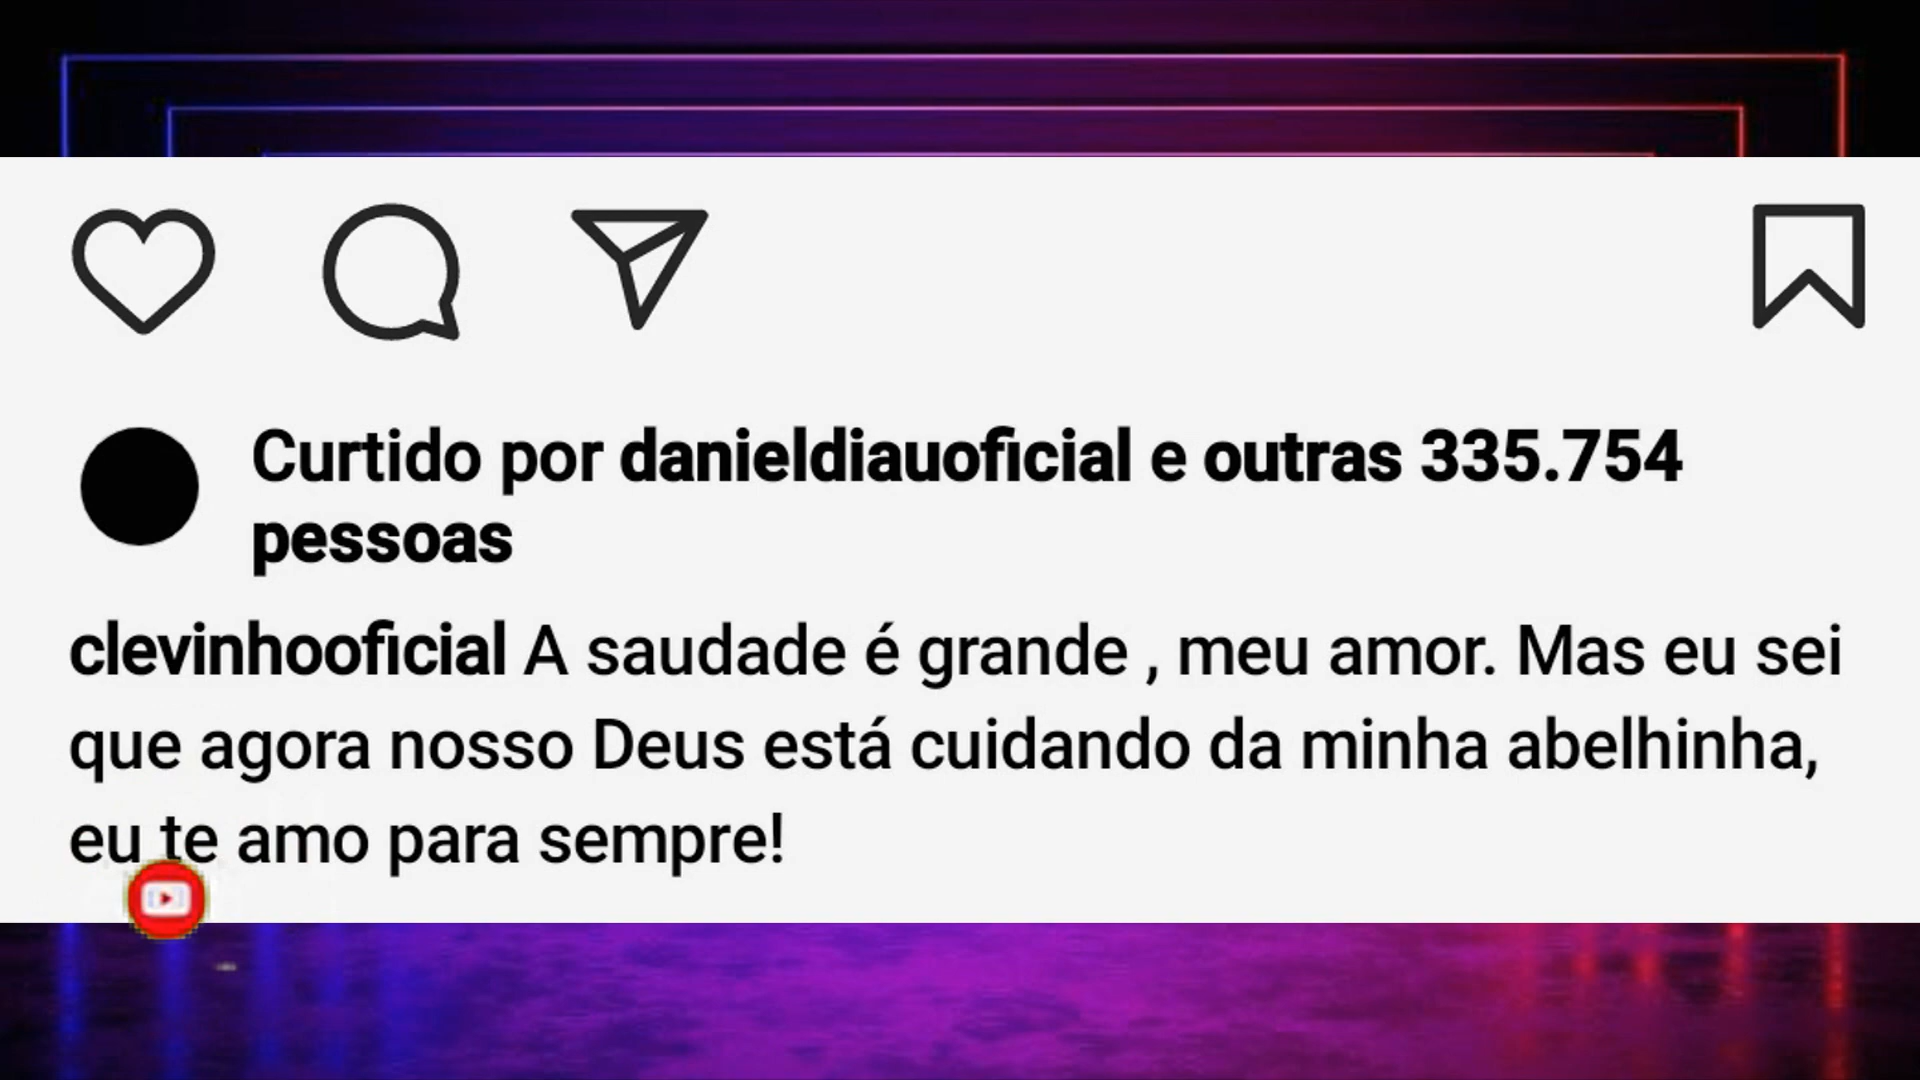 Curtido por danieldiauoficial e outras 335.754
pessoas
clevinhooficial A saudade é grande , meu amor. Mas eu sei
que agora nosso Deus está cuidando da minha abelhinha,
eu te amo para sempre!